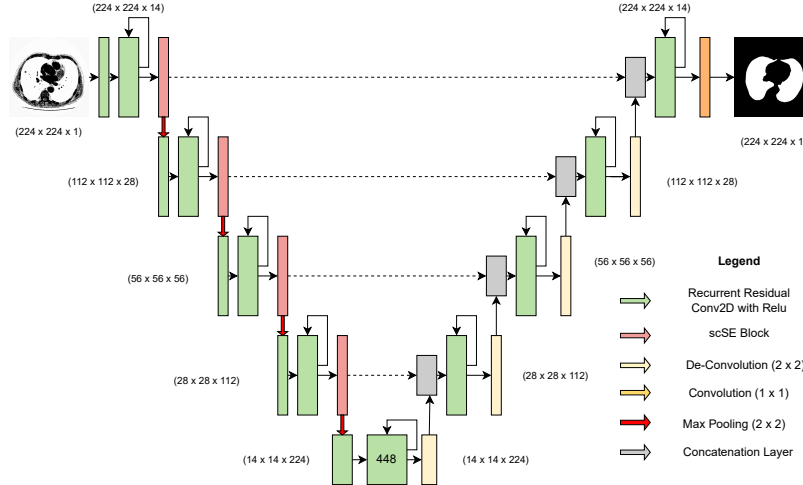 (224 x 224 x 14)
(224 x 224 x 14)
(224 x 224 x 1)
(224 x 224 x 1
(112 x 112 x 28)
(112 x 112 x 28)
(56 x 56 x 56)
(56 x 56 x 56)
(28 x 28 x 112)
(28 x 28 x 112)
448
(14 x 14 x 224)
(14 x 14 x 224)
Legend
Recurrent Residual
Conv2D with Relu
scSE Block
De-Convolution (2 x 2)
Convolution (1 x 1)
Max Pooling (2 x 2)
Concatenation Layer